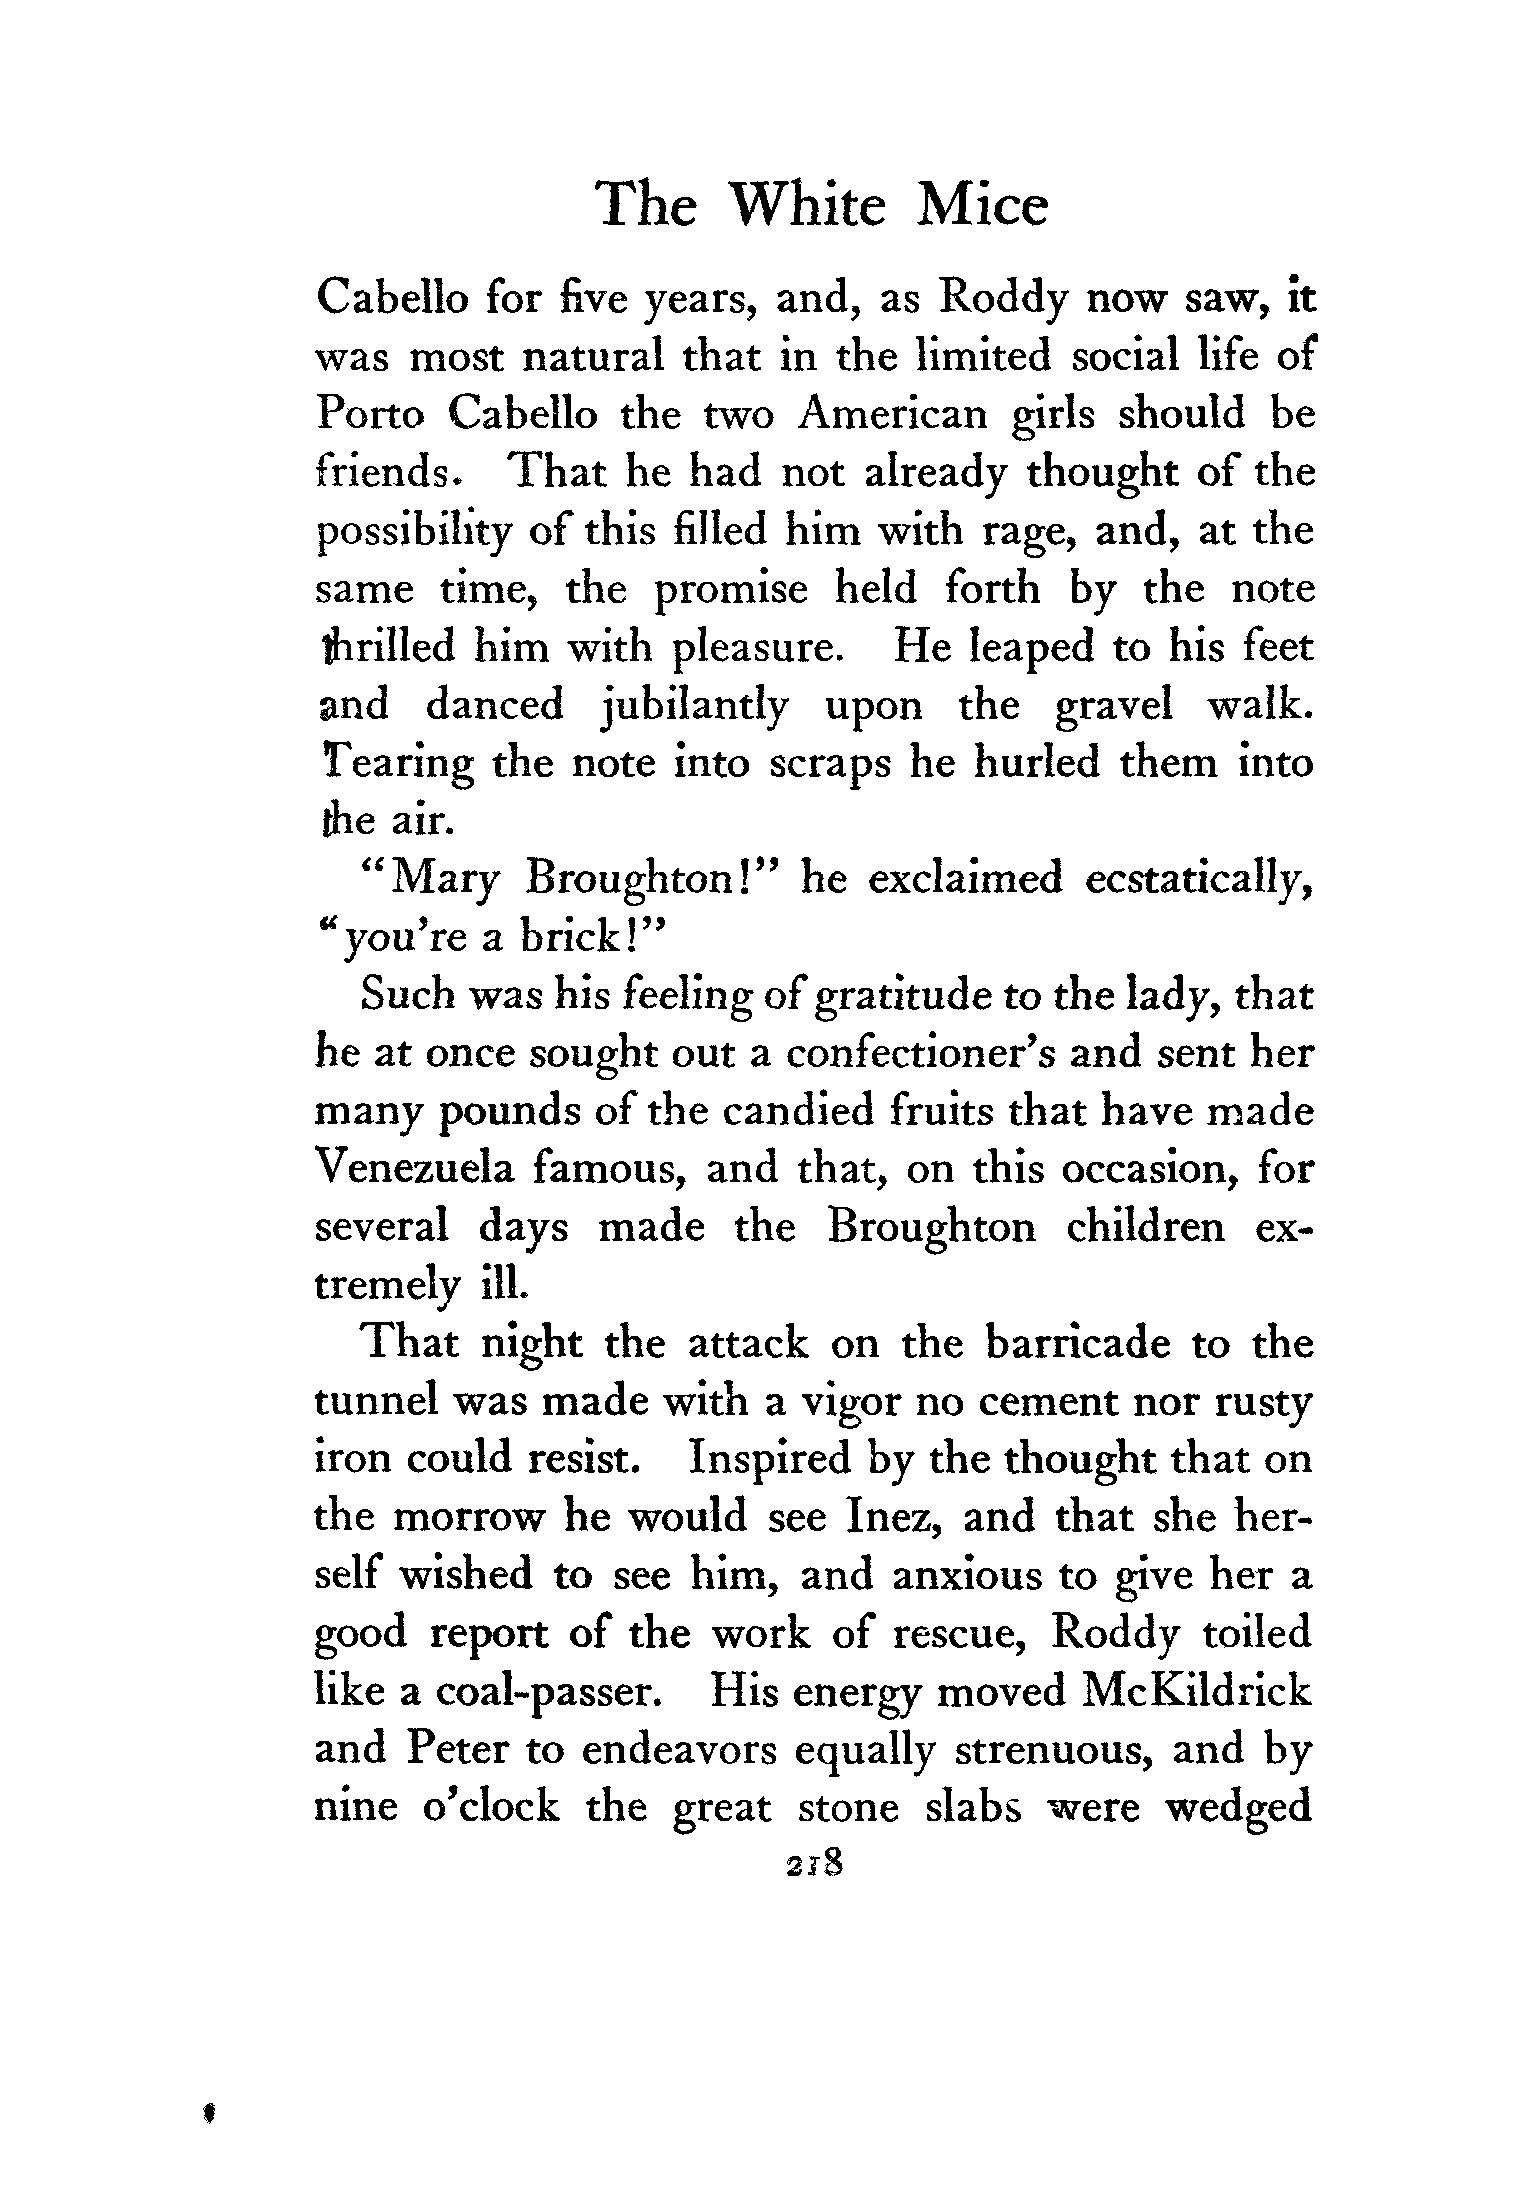 The White Mice
Cabello for five years, and, as Roddy now saw, it
was most natural that in the limited social life of
Porto Cabello the two American girls should be
friends. That he had not already thought of the
possibility of this filled him with rage, and, at the
same time, the promise held forth by the note
thrilled him with pleasure. He leaped to his feet
and danced jubilantly upon the gravel walk.
Tearing the note into scraps he hurled them into
the air.
"Mary Broughton!" he exclaimed ecstatically,
"you're a brick!"
Such was his feeling of gratitude to the lady, that
he at once sought out a confectioner's and sent her
many pounds of the candied fruits that have made
Venezuela famous, and that, on this occasion, for
several days made the Broughton children ex-
tremely ill.
That night the attack on the barricade to the
tunnel was made with a vigor no cement nor rusty
iron could resist. Inspired by the thought that on
the morrow he would see Inez, and that she her-
self wished to see him, and anxious to give her a
good report of the work of rescue, Roddy toiled
like a coal-passer. His energy moved McKildrick
and Peter to endeavors equally strenuous, and by
nine o'clock the great stone slabs were wedged
218